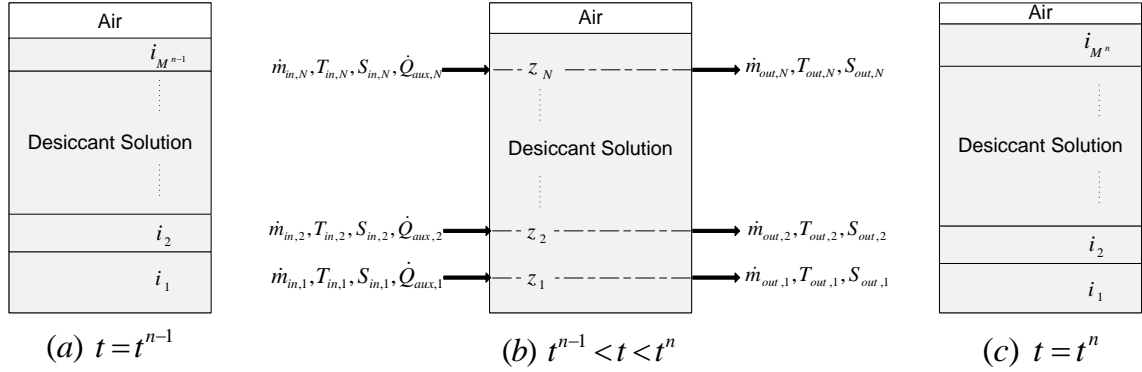 Air
i_{M^{n-1}}
Desiccant Solution
i_2
i_1
(a) t = t^{n-1}
Air
ṁ_{in,N}, T_{in,N}, S_{in,N}, Q̇_{aux,N}
z_N
ṁ_{out,N}, T_{out,N}, S_{out,N}
Desiccant Solution
ṁ_{in,2}, T_{in,2}, S_{in,2}, Q̇_{aux,2}
z_2
ṁ_{out,2}, T_{out,2}, S_{out,2}
ṁ_{in,1}, T_{in,1}, S_{in,1}, Q̇_{aux,1}
z_1
ṁ_{out,1}, T_{out,1}, S_{out,1}
(b) t^{n-1} < t < t^n
Air
i_{M^n}
Desiccant Solution
i_2
i_1
(c) t = t^n